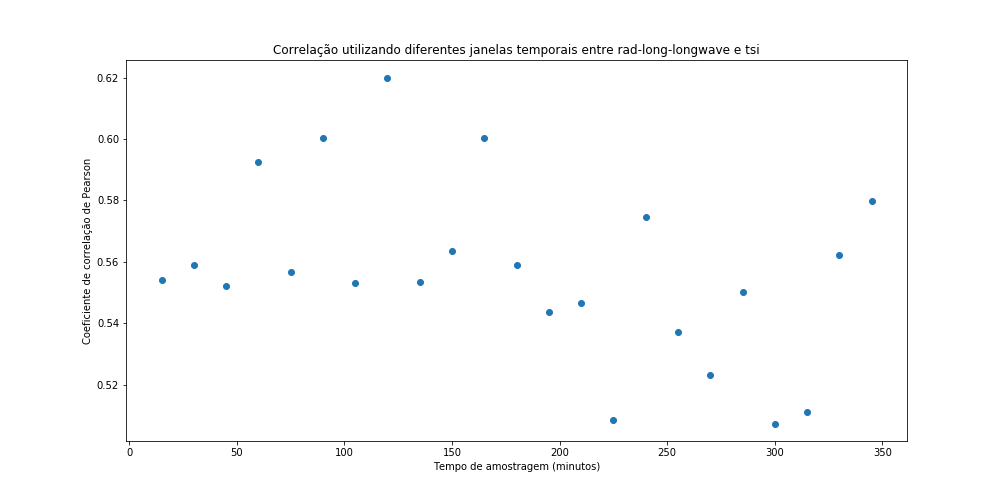 Correlação utilizando diferentes janelas temporais entre rad-long-longwave e tsi
Coeficiente de correlação de Pearson
0.62
0.60
0.58
0.56
0.54
0.52
0 50 100 150 200 250 300 350
Tempo de amostragem (minutos)